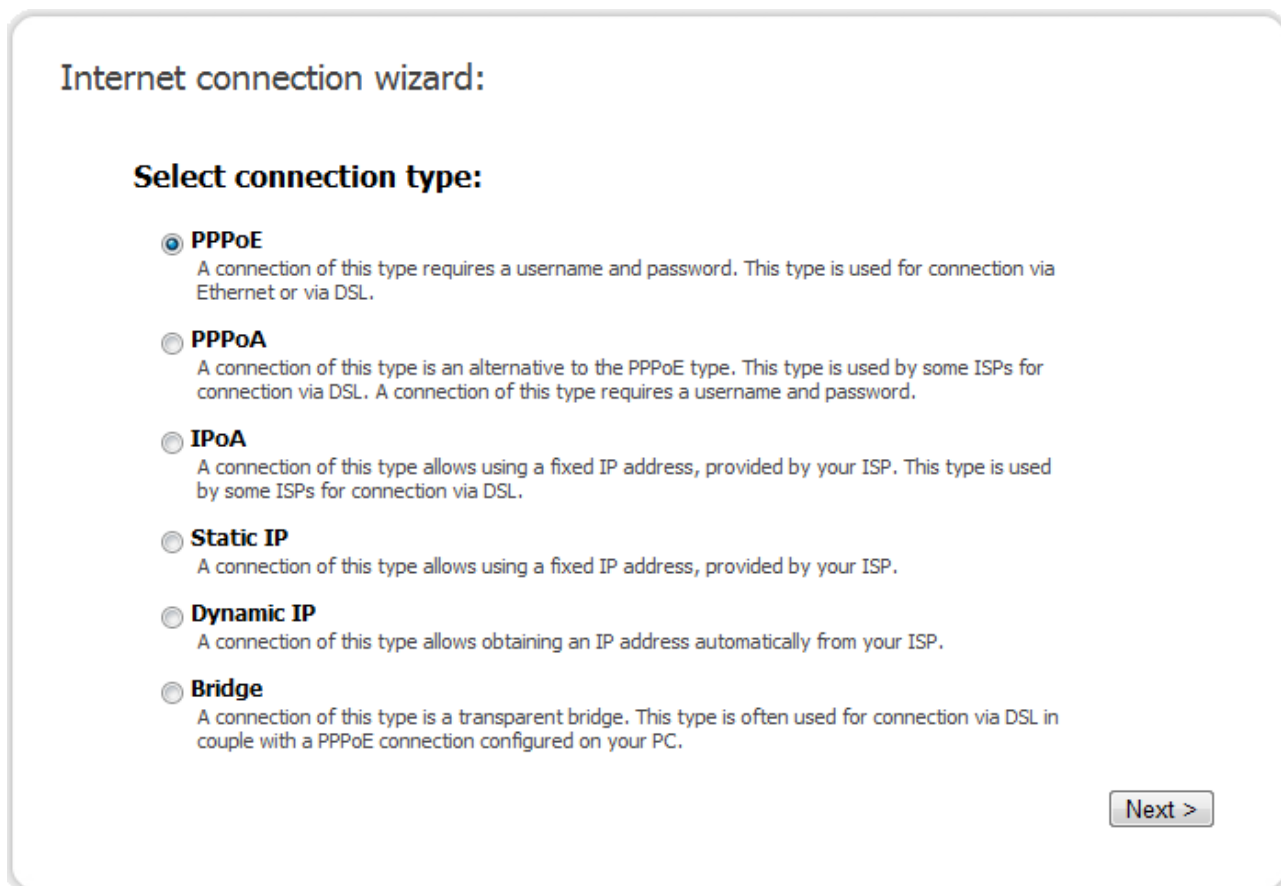 Internet connection wizard:
Select connection type:
PPPoE
A connection of this type requires a username and password. This type is used for connection via
Ethernet or via DSL.
PPPoA
A connection of this type is an alternative to the PPPoE type. This type is used by some ISPs for
connection via DSL. A connection of this type requires a username and password.
IPoA
A connection of this type allows using a fixed IP address, provided by your ISP. This type is used
by some ISPs for connection via DSL.
Static IP
A connection of this type allows using a fixed IP address, provided by your ISP.
Dynamic IP
A connection of this type allows obtaining an IP address automatically from your ISP.
Bridge
A connection of this type is a transparent bridge. This type is often used for connection via DSL in
couple with a PPPoE connection configured on your PC.
Next >